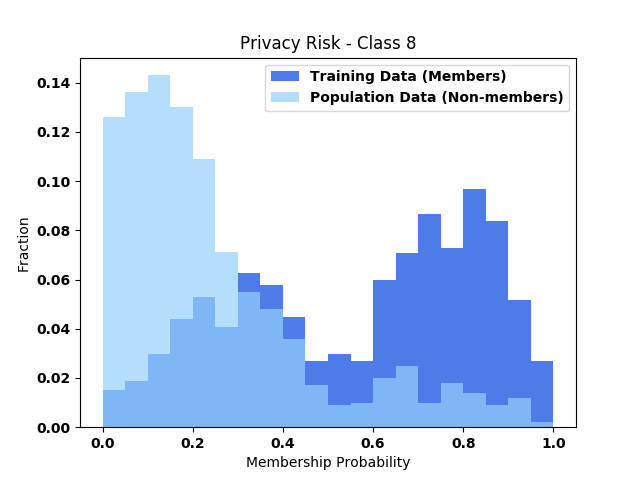 Privacy Risk - Class 8
Training Data (Members)
Population Data (Non-members)
0.14
0.12
0.10
0.08
0.06
0.04
0.02
0.00
Fraction
0.0 0.2 0.4 0.6 0.8 1.0
Membership Probability